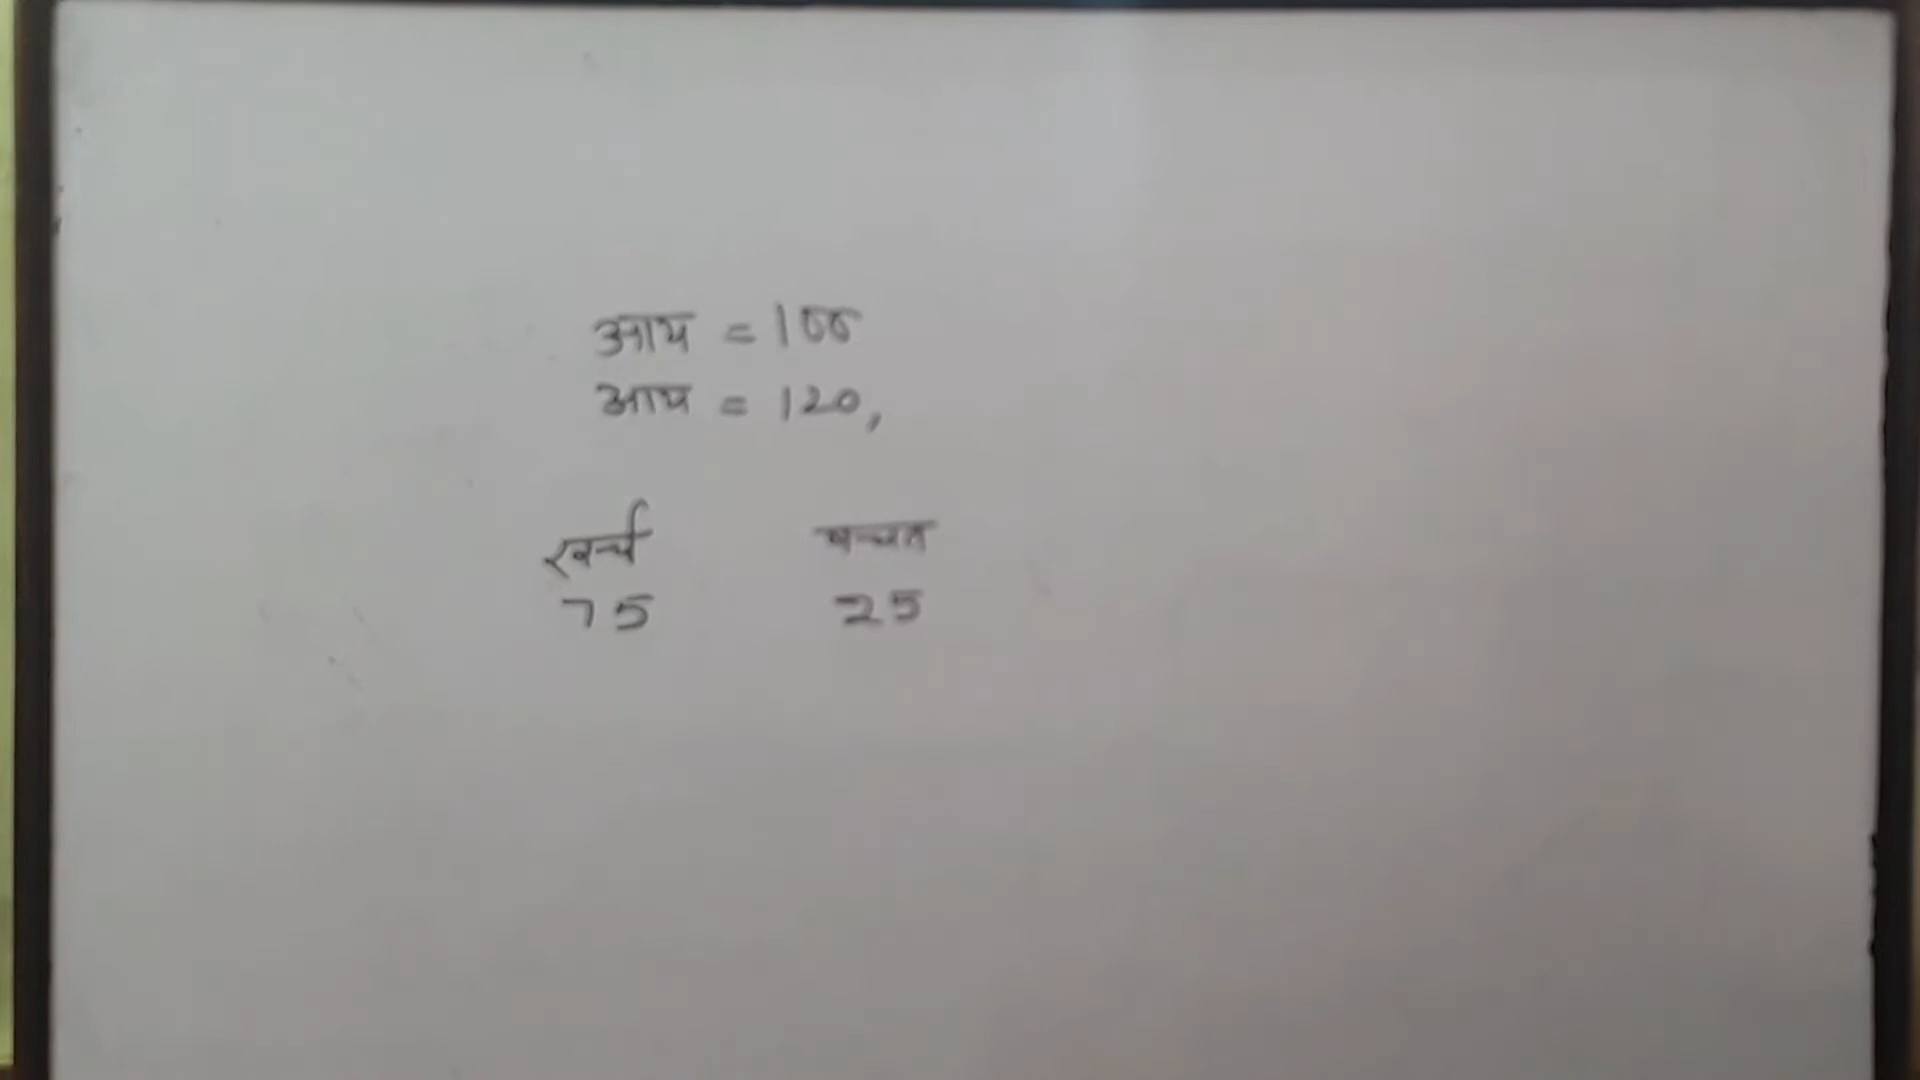 आय = 100
आय = 120,
खर्च बचत
75 25